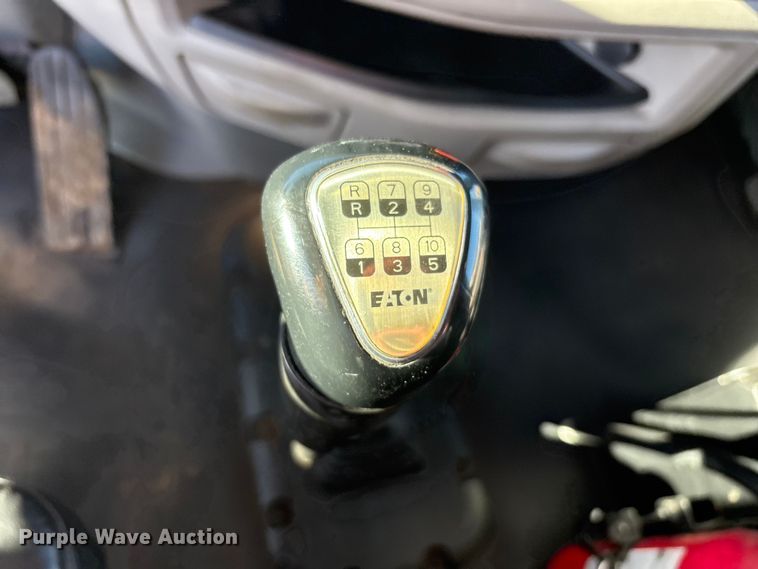 R 7 9
R 2 4
6 8 10
1 3 5
EATON
Purple Wave Auction